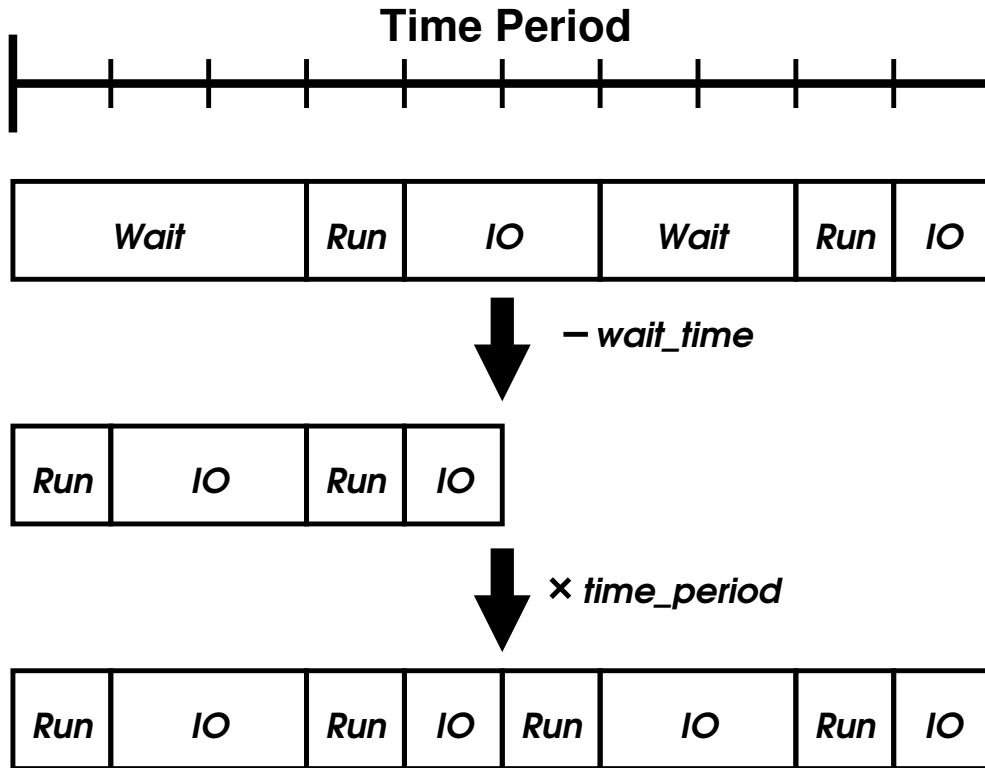 Time Period
Wait Run IO Wait Run IO
– wait_time
Run IO Run IO
× time_period
Run IO Run IO Run IO Run IO